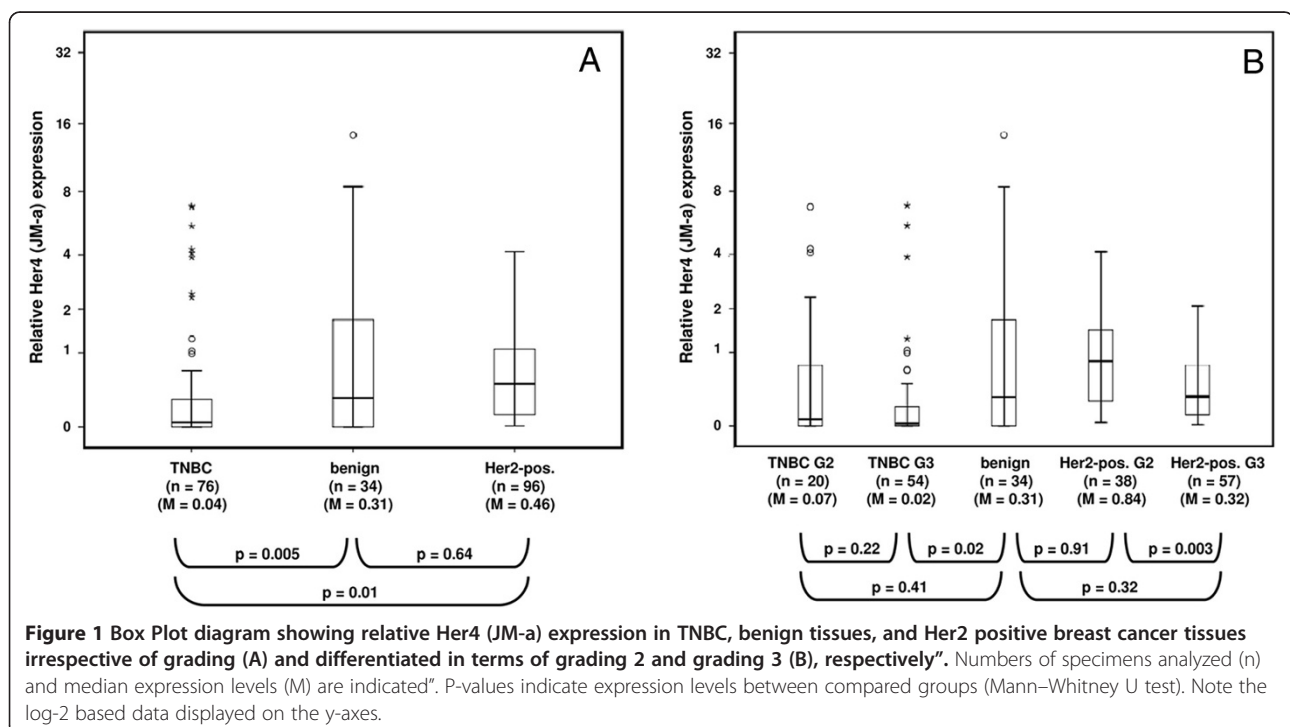 A
Relative Her4 (JM-a) expression
32
16
8
4
2
1
0
TNBC
(n = 76)
(M = 0.04)
benign
(n = 34)
(M = 0.31)
Her2-pos.
(n = 96)
(M = 0.46)
p = 0.005
p = 0.64
p = 0.01
B
Relative Her4 (JM-a) expression
32
16
8
4
2
1
0
TNBC G2
(n = 20)
(M = 0.07)
TNBC G3
(n = 54)
(M = 0.02)
benign
(n = 34)
(M = 0.31)
Her2-pos. G2
(n = 38)
(M = 0.84)
Her2-pos. G3
(n = 57)
(M = 0.32)
p = 0.22
p = 0.02
p = 0.91
p = 0.003
p = 0.41
p = 0.32
Figure 1 Box Plot diagram showing relative Her4 (JM-a) expression in TNBC, benign tissues, and Her2 positive breast cancer tissues
irrespective of grading (A) and differentiated in terms of grading 2 and grading 3 (B), respectively”. Numbers of specimens analyzed (n)
and median expression levels (M) are indicated”. P-values indicate expression levels between compared groups (Mann–Whitney U test). Note the
log-2 based data displayed on the y-axes.